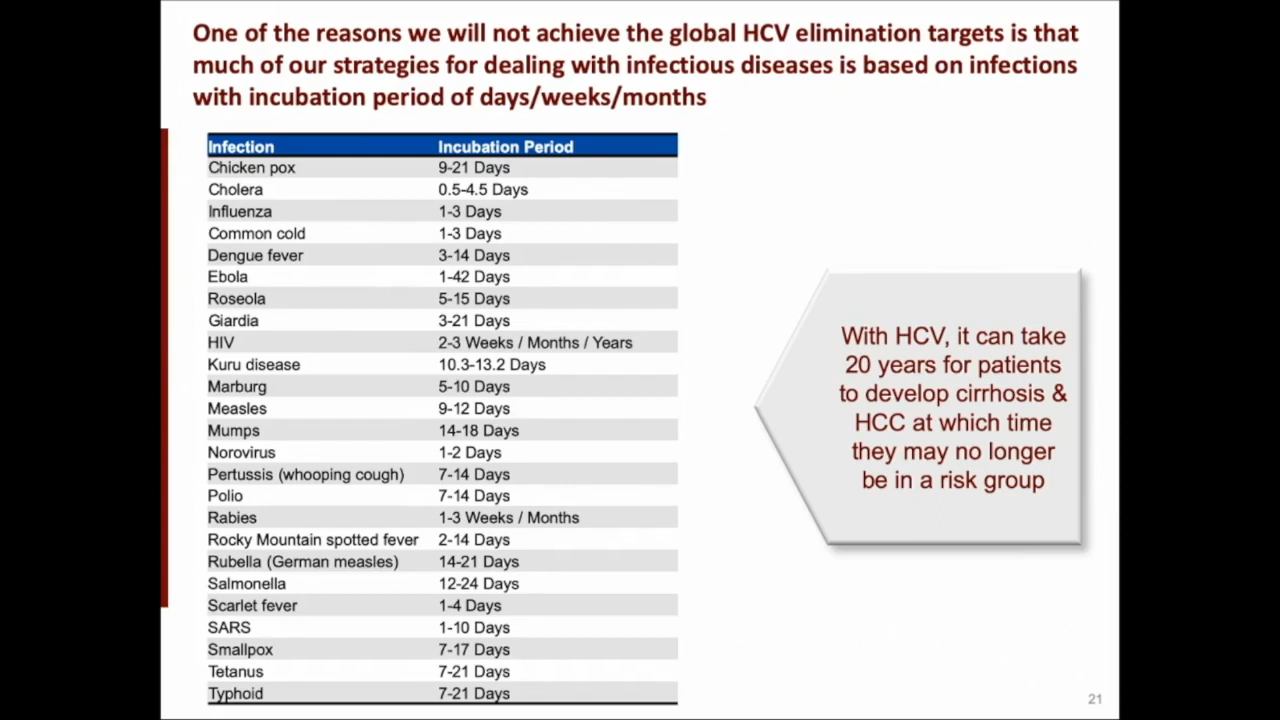 One of the reasons we will not achieve the global HCV elimination targets is that
much of our strategies for dealing with infectious diseases is based on infections
with incubation period of days/weeks/months
Infection Incubation Period
Chicken pox 9-21 Days
Cholera 0.5-4.5 Days
Influenza 1-3 Days
Common cold 1-3 Days
Dengue fever 3-14 Days
Ebola 1-42 Days
Roseola 5-15 Days
Giardia 3-21 Days
HIV 2-3 Weeks / Months / Years
Kuru disease 10.3-13.2 Days
Marburg 5-10 Days
Measles 9-12 Days
Mumps 14-18 Days
Norovirus 1-2 Days
Pertussis (whooping cough) 7-14 Days
Polio 7-14 Days
Rabies 1-3 Weeks / Months
Rocky Mountain spotted fever 2-14 Days
Rubella (German measles) 14-21 Days
Salmonella 12-24 Days
Scarlet fever 1-4 Days
SARS 1-10 Days
Smallpox 7-17 Days
Tetanus 7-21 Days
Typhoid 7-21 Days
With HCV, it can take
20 years for patients
to develop cirrhosis &
HCC at which time
they may no longer
be in a risk group
21